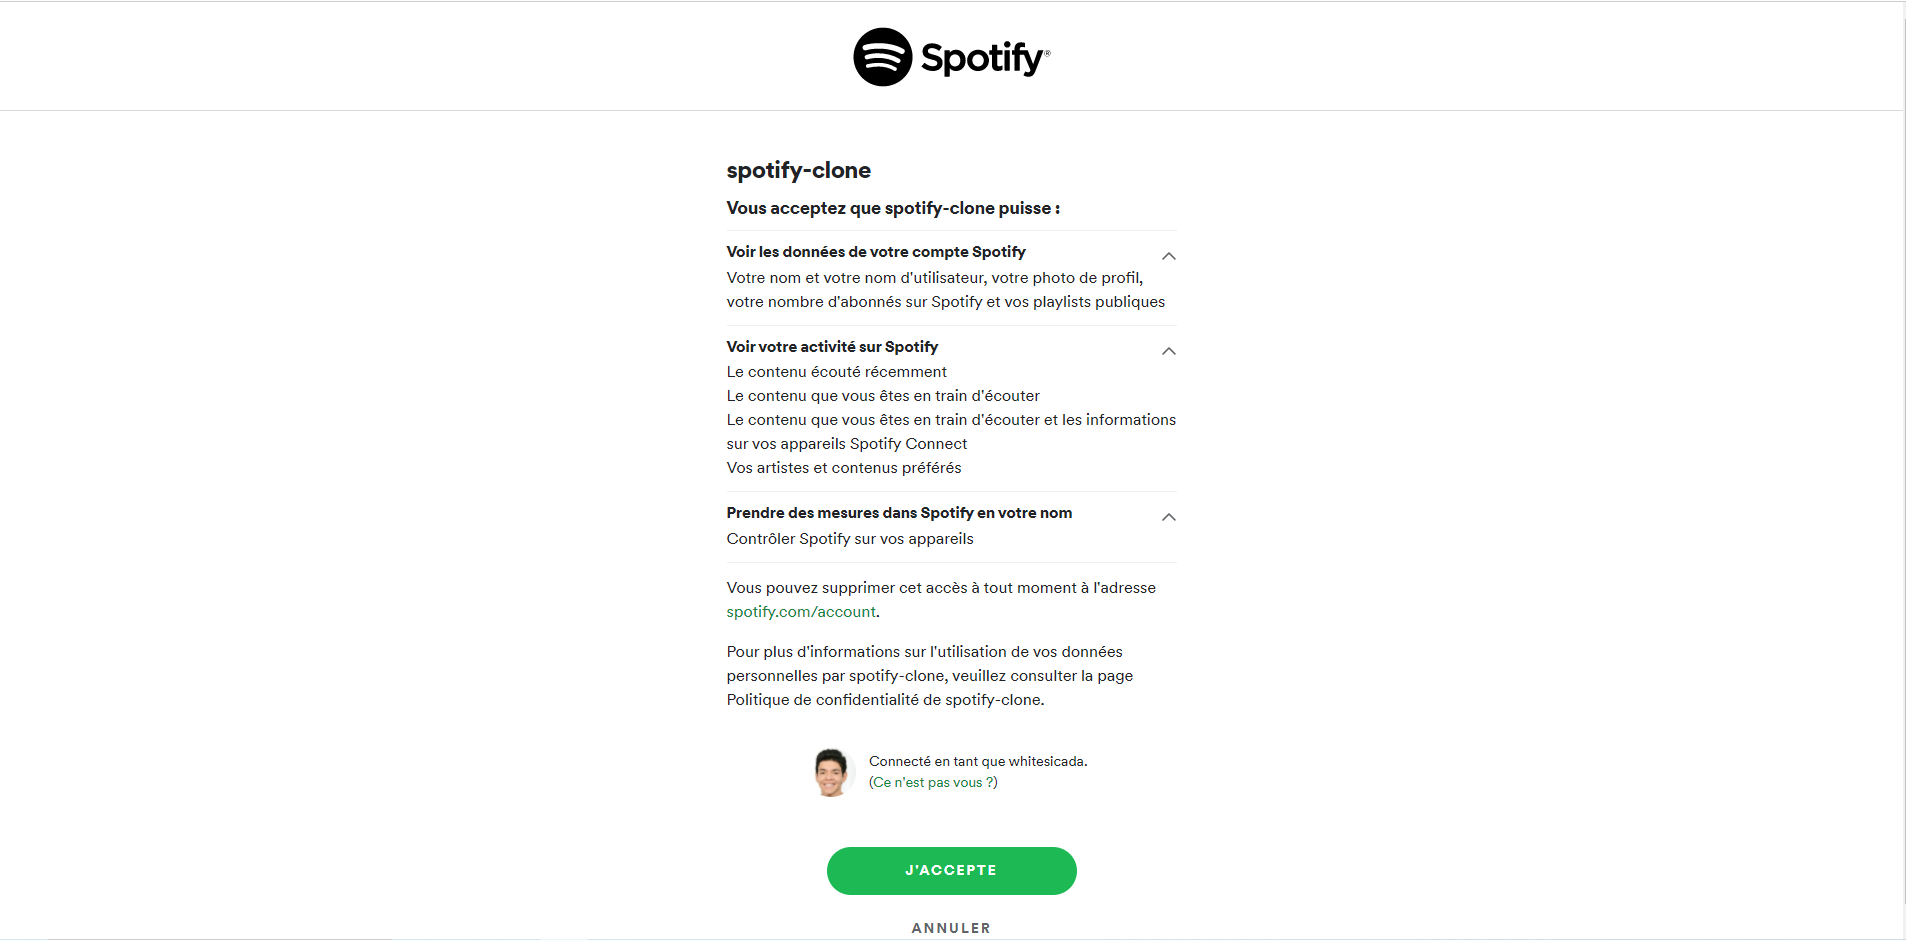 Spotify®
spotify-clone
Vous acceptez que spotify-clone puisse :
Voir les données de votre compte Spotify
Votre nom et votre nom d'utilisateur, votre photo de profil,
votre nombre d'abonnés sur Spotify et vos playlists publiques
Voir votre activité sur Spotify
Le contenu écouté récemment
Le contenu que vous êtes en train d'écouter
Le contenu que vous êtes en train d'écouter et les informations
sur vos appareils Spotify Connect
Vos artistes et contenus préférés
Prendre des mesures dans Spotify en votre nom
Contrôler Spotify sur vos appareils
Vous pouvez supprimer cet accès à tout moment à l'adresse
spotify.com/account.
Pour plus d'informations sur l'utilisation de vos données
personnelles par spotify-clone, veuillez consulter la page
Politique de confidentialité de spotify-clone.
Connecté en tant que whitesicada.
(Ce n'est pas vous ?)
J'ACCEPTE
ANNULER